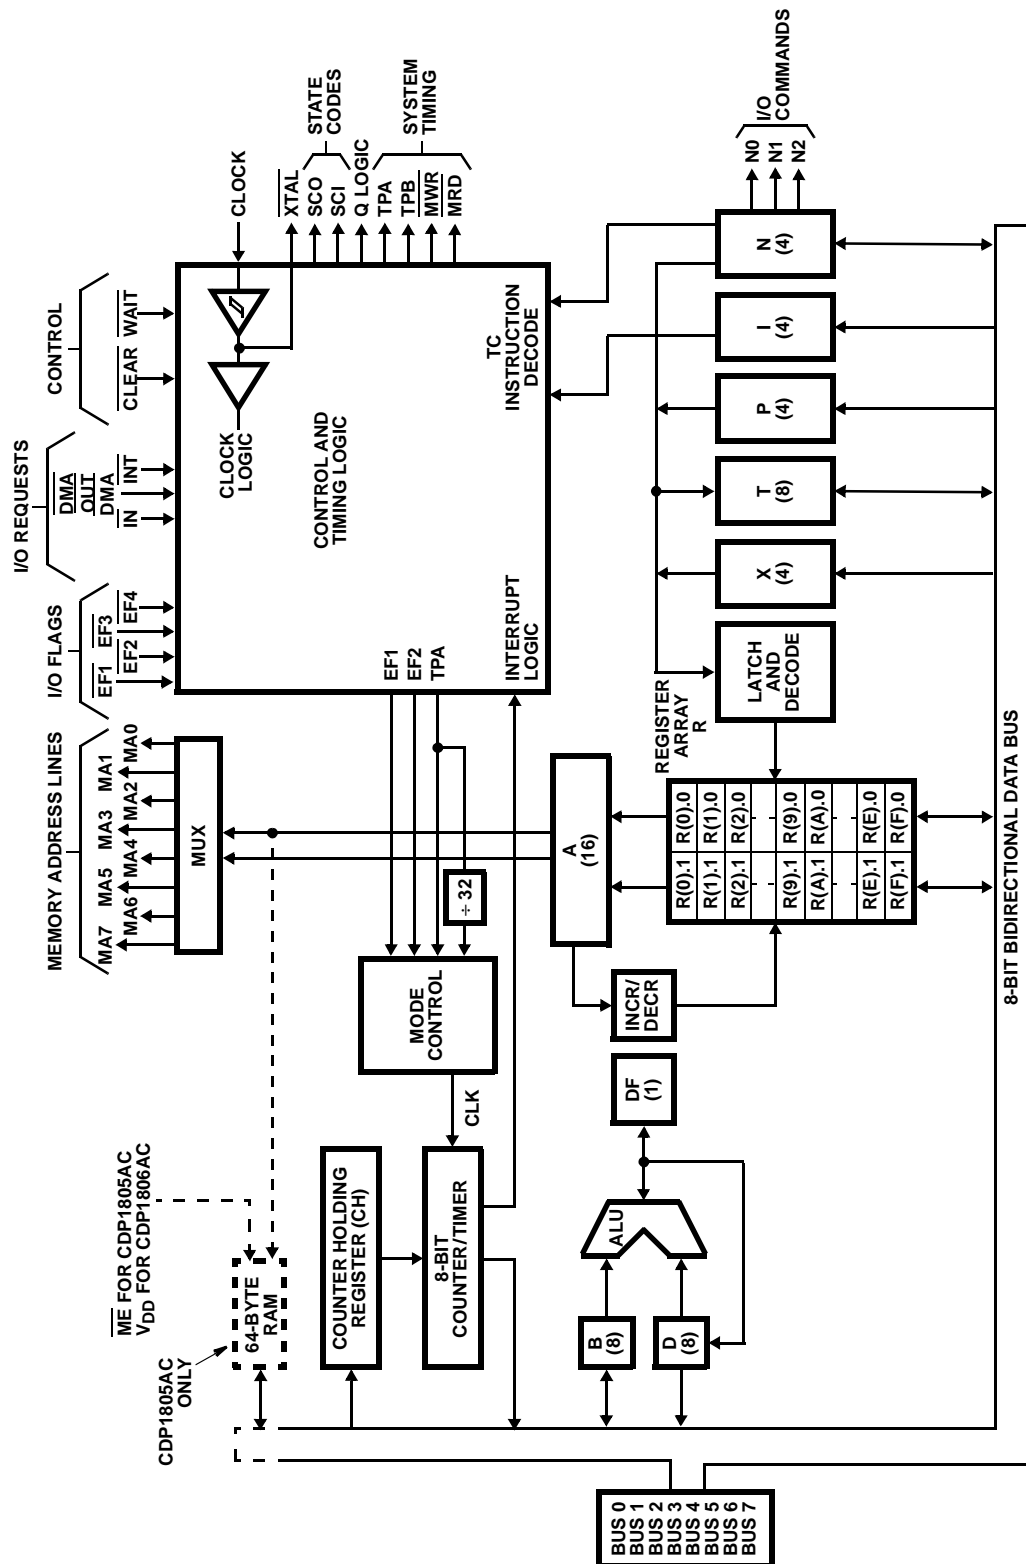 MEMORY ADDRESS LINES
MA7
MA6
MA5
MA4
MA3
MA2
MA1
MA0
I/O FLAGS
EF1
EF2
EF3
EF4
I/O REQUESTS
DMA
OUT
DMA
IN
INT
CONTROL
CLEAR
WAIT
CLOCK
XTAL
SCO
SCI
STATE
CODES
Q LOGIC
TPA
TPB
MWR
MRD
SYSTEM
TIMING
CLOCK
LOGIC
CONTROL AND
TIMING LOGIC
EF1
EF2
TPA
INTERRUPT
LOGIC
TC
INSTRUCTION
DECODE
MUX
÷ 32
MODE
CONTROL
CLK
ME FOR CDP1805AC
VDD FOR CDP1806AC
CDP1805AC
ONLY
64-BYTE
RAM
COUNTER HOLDING
REGISTER (CH)
8-BIT
COUNTER/TIMER
A
(16)
INCR/
DECR
DF
(1)
ALU
B
(8)
D
(8)
REGISTER
ARRAY
R
R(0).1 R(0).0
R(1).1 R(1).0
R(2).1 R(2).0
R(9).1 R(9).0
R(A).1 R(A).0
R(E).1 R(E).0
R(F).1 R(F).0
LATCH
AND
DECODE
X
(4)
T
(8)
P
(4)
I
(4)
N
(4)
N0
N1
N2
I/O
COMMANDS
BUS 0
BUS 1
BUS 2
BUS 3
BUS 4
BUS 5
BUS 6
BUS 7
8-BIT BIDIRECTIONAL DATA BUS